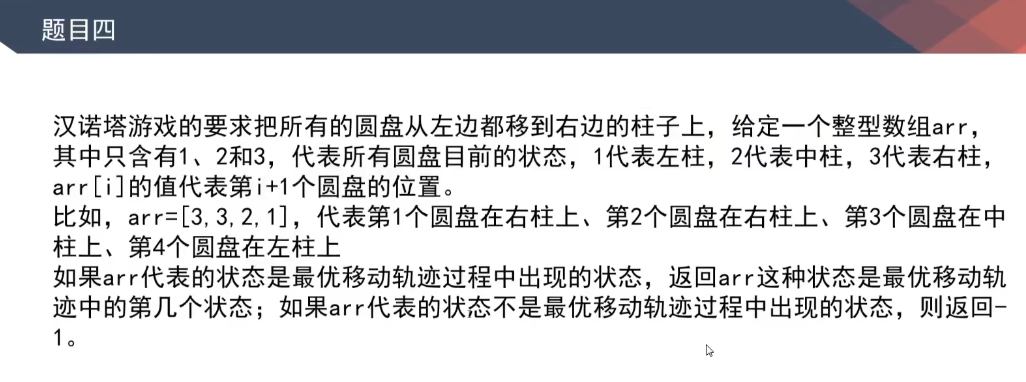 题目四
汉诺塔游戏的要求把所有的圆盘从左边都移到右边的柱子上，给定一个整型数组arr，
其中只含有1、2和3，代表所有圆盘目前的状态，1代表左柱，2代表中柱，3代表右柱，
arr[i]的值代表第i+1个圆盘的位置。
比如，arr=[3,3,2,1]，代表第1个圆盘在右柱上、第2个圆盘在右柱上、第3个圆盘在中
柱上、第4个圆盘在左柱上
如果arr代表的状态是最优移动轨迹过程中出现的状态，返回arr这种状态是最优移动轨
迹中的第几个状态；如果arr代表的状态不是最优移动轨迹过程中出现的状态，则返回-
1。